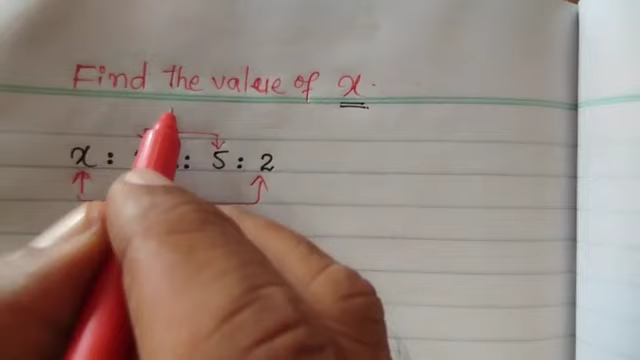 Find the value of x.
x : : : 5 : 2